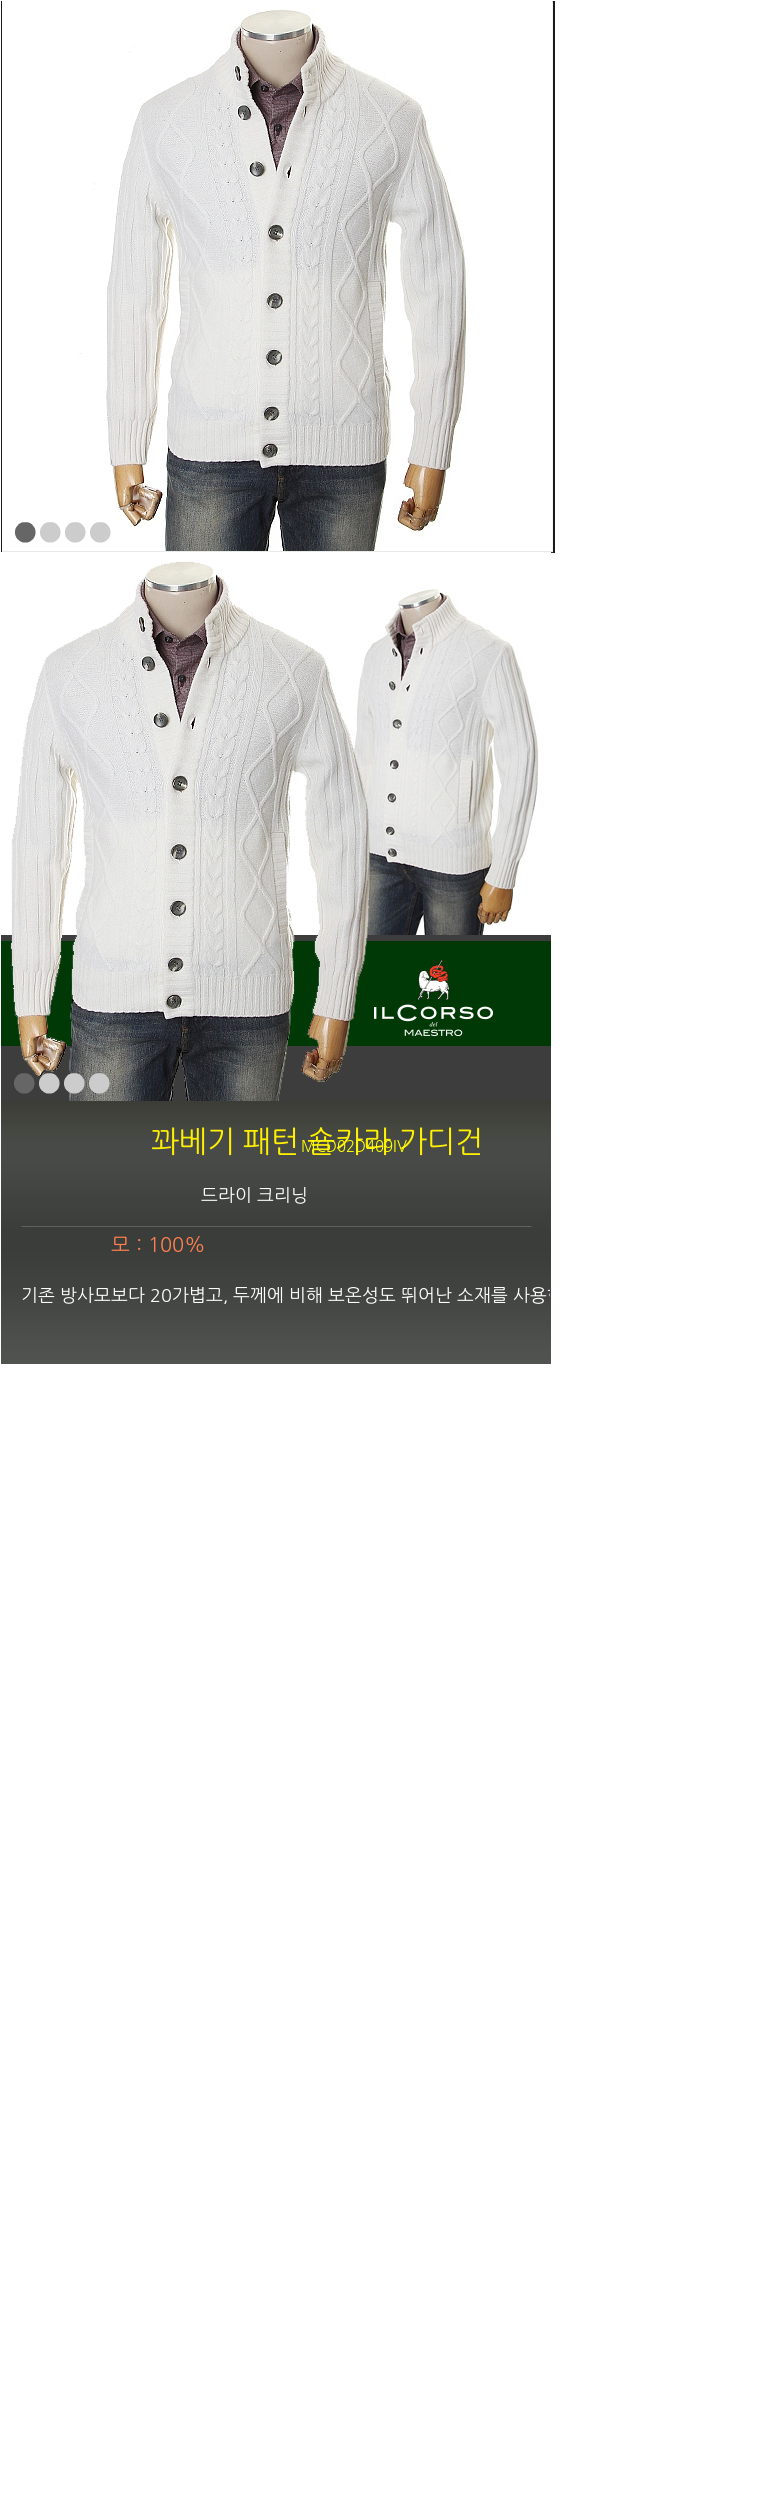 ILCORSO
del
MAESTRO
꽈베기 패턴 숄카라 가디건
MCD02D409IV
드라이 크리닝
모 : 100%
기존 방사모보다 20가볍고, 두께에 비해 보온성도 뛰어난 소재를 사용